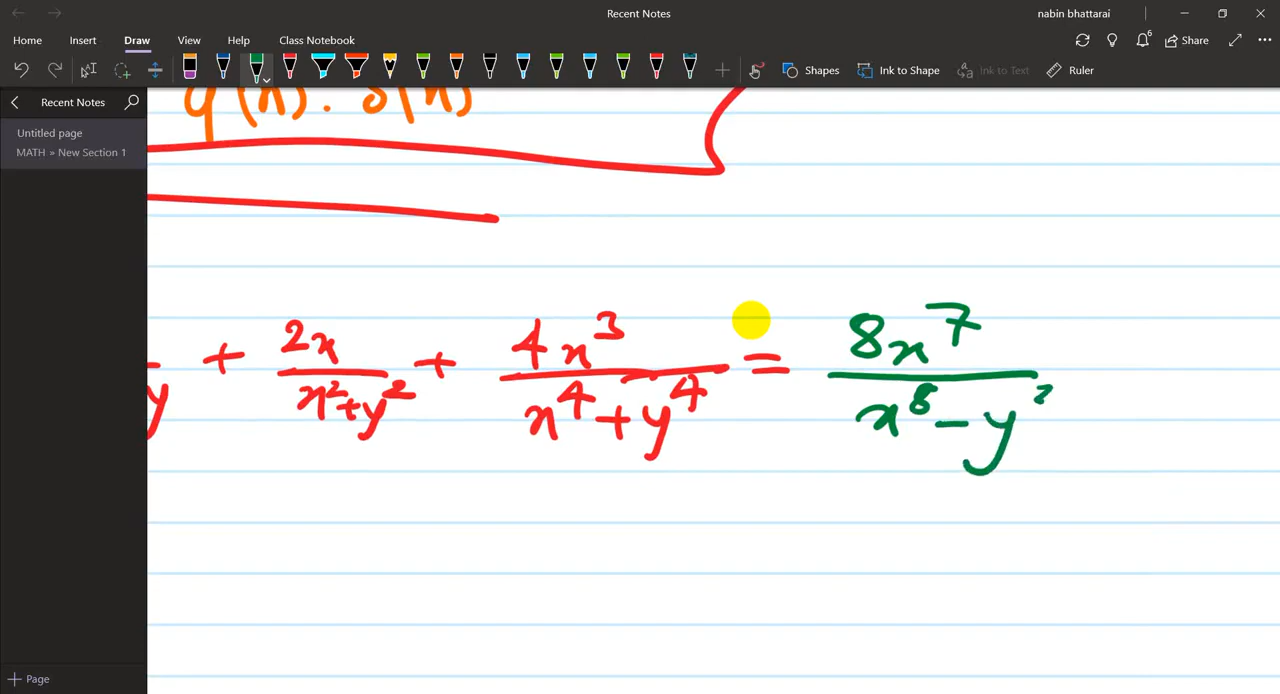 Recent Notes
nabin bhattarai
Home Insert Draw View Help Class Notebook
6
Share
Shapes Ink to Shape Ink to Text Ruler
Recent Notes
Untitled page
MATH > New Section 1
+ 2x/(x²+y²) + 4x³/(x⁴+y⁴) = 8x⁷/(x⁸-y
y
+ Page